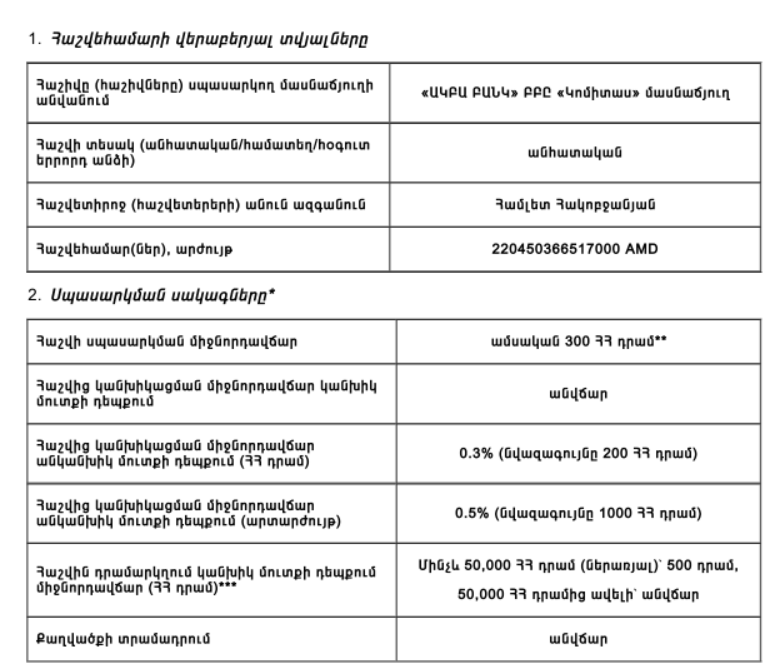 1. Հաշվեհամարի վերաբերյալ տվյալները
Հաշիվը (հաշիվները) սպասարկող մասնաճյուղի
անվանում
«ԱԿԲԱ ԲԱՆԿ» ԲԲԸ «Կոմիտաս» մասնաճյուղ
Հաշվի տեսակ (անհատական/համատեղ/հօգուտ
երրորդ անձի)
անհատական
Հաշվետիրոջ (հաշվետերերի) անուն ազգանուն
Համլետ Հակոբջանյան
Հաշվեհամար(ներ), արժույթ
220450366517000 AMD
2. Սպասարկման սակագները*
Հաշվի սպասարկման միջնորդավճար
ամսական 300 ՀՀ դրամ**
Հաշվից կանխիկացման միջնորդավճար կանխիկ
մուտքի դեպքում
անվճար
Հաշվից կանխիկացման միջնորդավճար
անկանխիկ մուտքի դեպքում (ՀՀ դրամ)
0.3% (նվազագույնը 200 ՀՀ դրամ)
Հաշվից կանխիկացման միջնորդավճար
անկանխիկ մուտքի դեպքում (արտարժույթ)
0.5% (նվազագույնը 1000 ՀՀ դրամ)
Հաշվին դրամարկղում կանխիկ մուտքի դեպքում
միջնորդավճար (ՀՀ դրամ)***
Մինչև 50,000 ՀՀ դրամ (ներառյալ)՝ 500 դրամ,
50,000 ՀՀ դրամից ավելի՝ անվճար
Քաղվածքի տրամադրում
անվճար